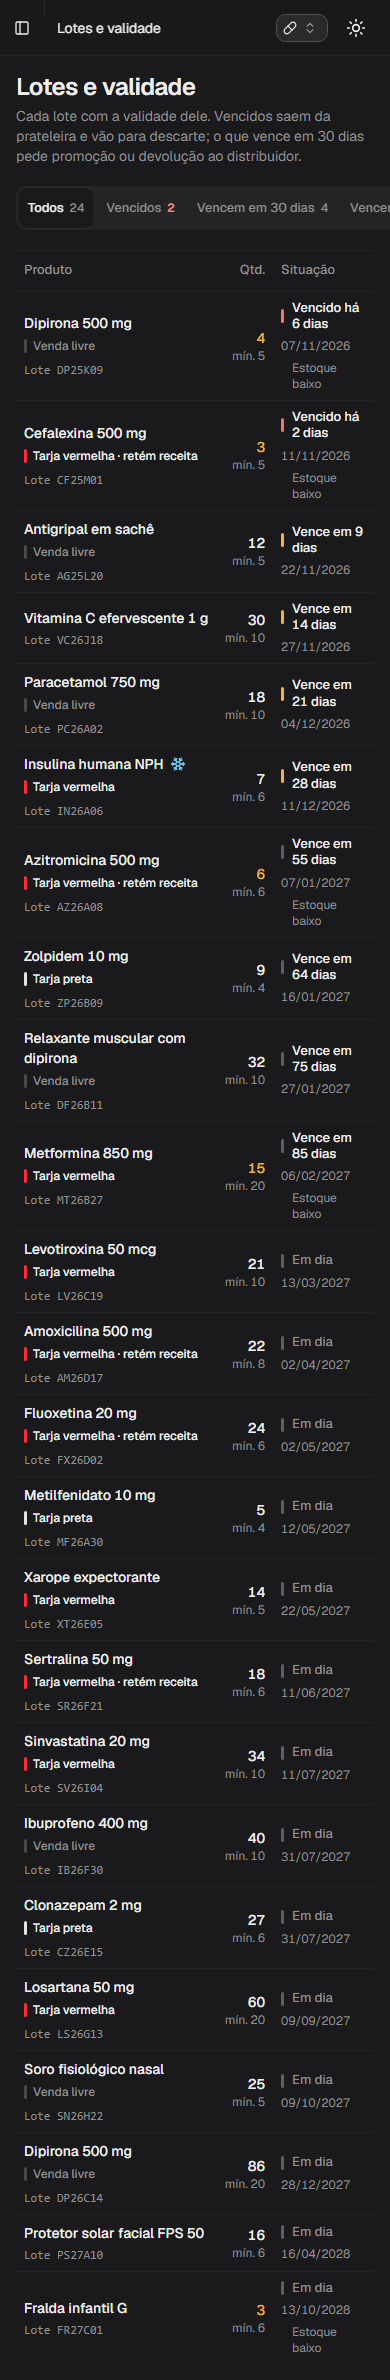 Lotes e validade
Lotes e validade
Cada lote com a validade dele. Vencidos saem da
prateleira e vão para descarte; o que vence em 30 dias
pede promoção ou devolução ao distribuidor.
Todos 24 Vencidos 2 Vencem em 30 dias 4 Vencer
Produto Qtd. Situação
Dipirona 500 mg
Venda livre
Lote DP25K09
4
mín. 5
Vencido há
6 dias
07/11/2026
Estoque
baixo
Cefalexina 500 mg
Tarja vermelha · retém receita
Lote CF25M01
3
mín. 5
Vencido há
2 dias
11/11/2026
Estoque
baixo
Antigripal em sachê
Venda livre
Lote AG25L20
12
mín. 5
Vence em 9
dias
22/11/2026
Vitamina C efervescente 1 g
Lote VC26J18
30
mín. 10
Vence em
14 dias
27/11/2026
Paracetamol 750 mg
Venda livre
Lote PC26A02
18
mín. 10
Vence em
21 dias
04/12/2026
Insulina humana NPH
Tarja vermelha
Lote IN26A06
7
mín. 6
Vence em
28 dias
11/12/2026
Azitromicina 500 mg
Tarja vermelha · retém receita
Lote AZ26A08
6
mín. 6
Vence em
55 dias
07/01/2027
Estoque
baixo
Zolpidem 10 mg
Tarja preta
Lote ZP26B09
9
mín. 4
Vence em
64 dias
16/01/2027
Relaxante muscular com
dipirona
Venda livre
Lote DF26B11
32
mín. 10
Vence em
75 dias
27/01/2027
Metformina 850 mg
Tarja vermelha
Lote MT26B27
15
mín. 20
Vence em
85 dias
06/02/2027
Estoque
baixo
Levotiroxina 50 mcg
Tarja vermelha
Lote LV26C19
21
mín. 10
Em dia
13/03/2027
Amoxicilina 500 mg
Tarja vermelha · retém receita
Lote AM26D17
22
mín. 8
Em dia
02/04/2027
Fluoxetina 20 mg
Tarja vermelha · retém receita
Lote FX26D02
24
mín. 6
Em dia
02/05/2027
Metilfenidato 10 mg
Tarja preta
Lote MF26A30
5
mín. 4
Em dia
12/05/2027
Xarope expectorante
Tarja vermelha
Lote XT26E05
14
mín. 5
Em dia
22/05/2027
Sertralina 50 mg
Tarja vermelha · retém receita
Lote SR26F21
18
mín. 6
Em dia
11/06/2027
Sinvastatina 20 mg
Tarja vermelha
Lote SV26I04
34
mín. 10
Em dia
11/07/2027
Ibuprofeno 400 mg
Venda livre
Lote IB26F30
40
mín. 10
Em dia
31/07/2027
Clonazepam 2 mg
Tarja preta
Lote CZ26E15
27
mín. 6
Em dia
31/07/2027
Losartana 50 mg
Tarja vermelha
Lote LS26G13
60
mín. 20
Em dia
09/09/2027
Soro fisiológico nasal
Venda livre
Lote SN26H22
25
mín. 5
Em dia
09/10/2027
Dipirona 500 mg
Venda livre
Lote DP26C14
86
mín. 20
Em dia
28/12/2027
Protetor solar facial FPS 50
Lote PS27A10
16
mín. 6
Em dia
16/04/2028
Fralda infantil G
Lote FR27C01
3
mín. 6
Em dia
13/10/2028
Estoque
baixo